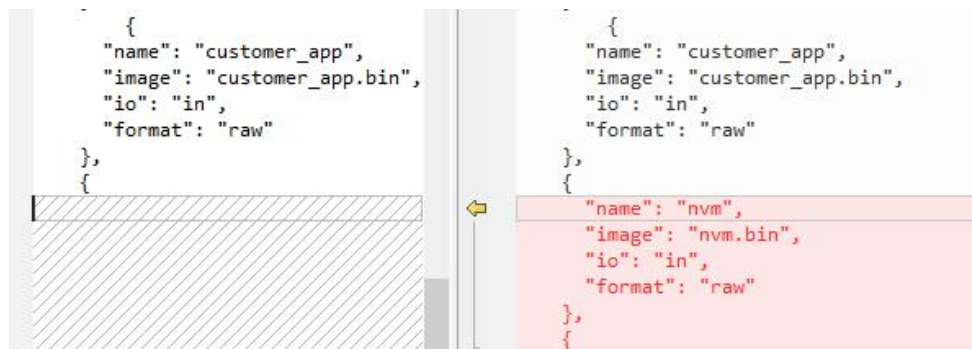 {
"name": "customer_app",
"image": "customer_app.bin",
"io": "in",
"format": "raw"
},
{
{
"name": "customer_app",
"image": "customer_app.bin",
"io": "in",
"format": "raw"
},
{
"name": "nvm",
"image": "nvm.bin",
"io": "in",
"format": "raw"
},
{